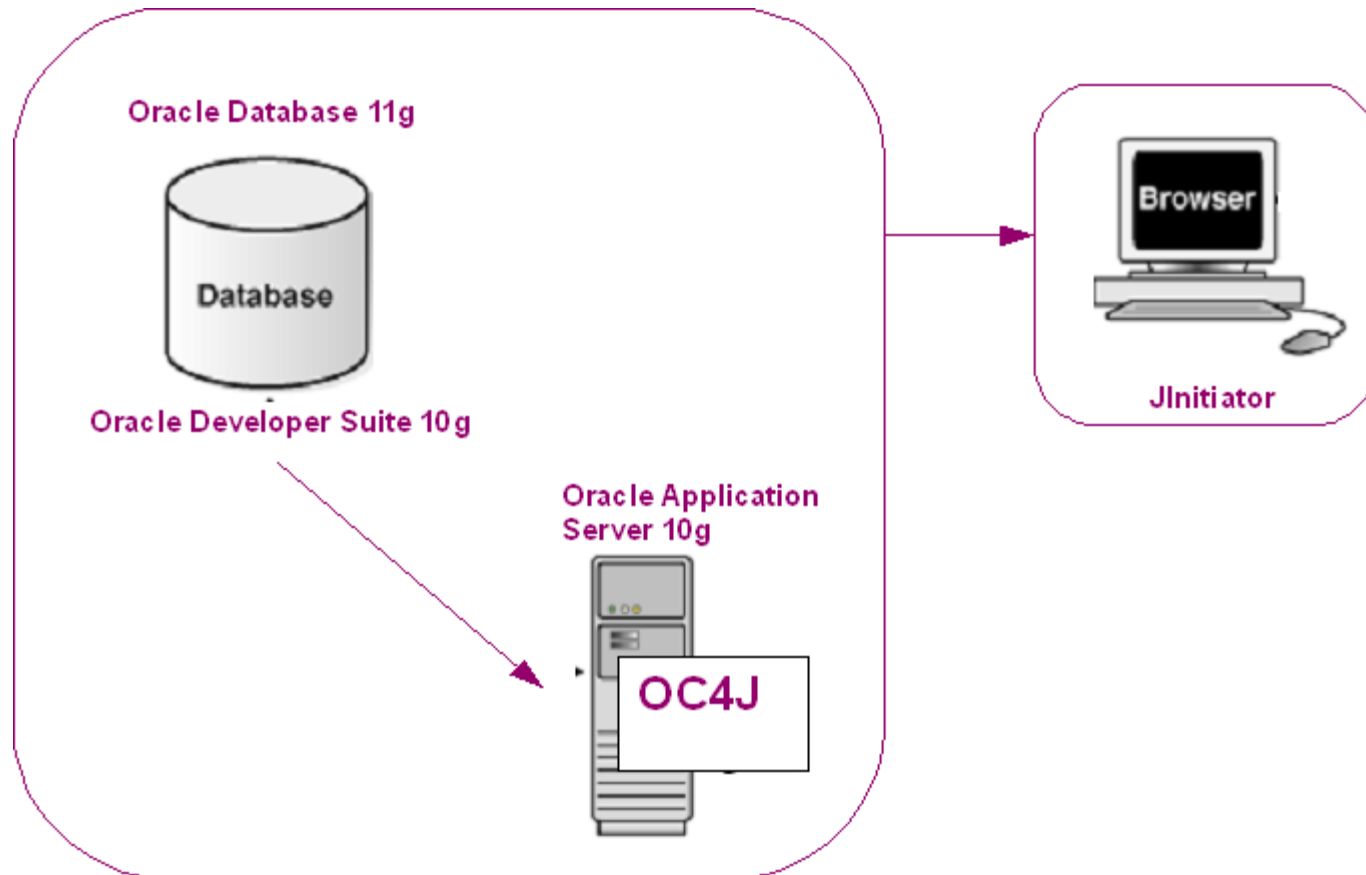 Oracle Database 11g
Database
Oracle Developer Suite 10g
Oracle Application
Server 10g
OC4J
Browser
JInitiator